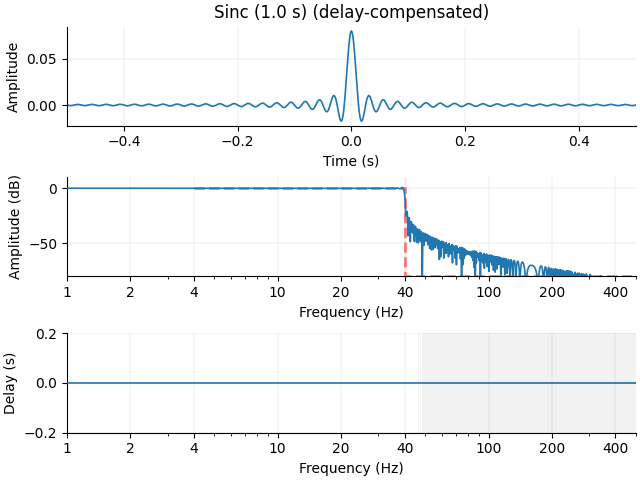 Sinc (1.0 s) (delay-compensated)
Amplitude
0.05
0.00
−0.4 −0.2 0.0 0.2 0.4
Time (s)
Amplitude (dB)
0
−50
1 2 4 10 20 40 100 200 400
Frequency (Hz)
Delay (s)
0.2
0.0
−0.2
1 2 4 10 20 40 100 200 400
Frequency (Hz)